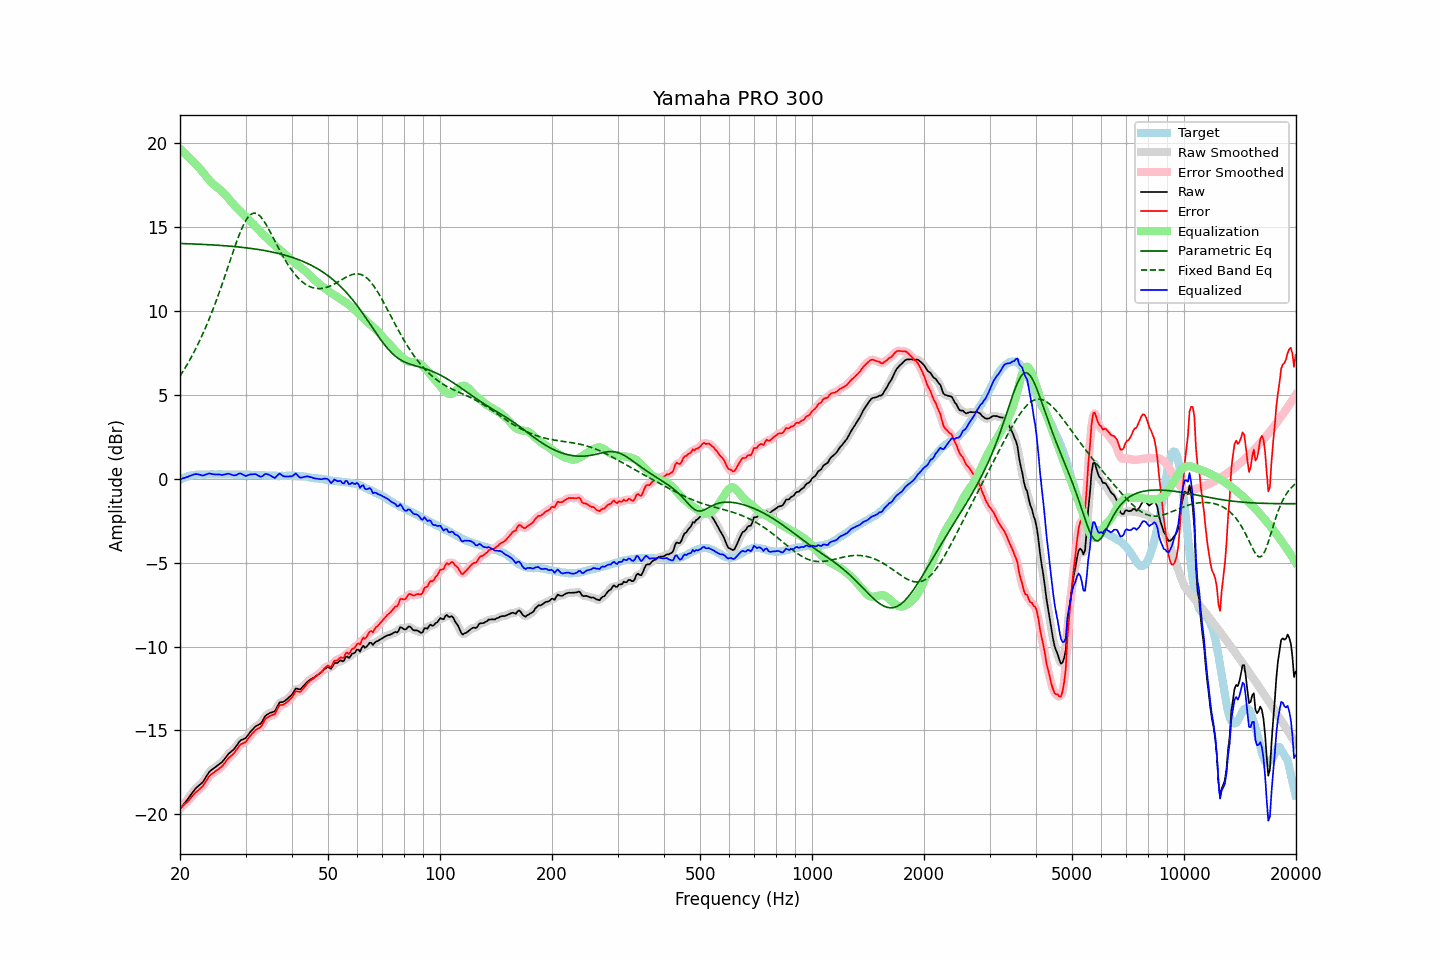 Yamaha PRO 300
Target
Raw Smoothed
Error Smoothed
Raw
Error
Equalization
Parametric Eq
Fixed Band Eq
Equalized
Amplitude (dBr)
20
15
10
5
0
−5
−10
−15
−20
20
50
100
200
500
1000
2000
5000
10000
20000
Frequency (Hz)